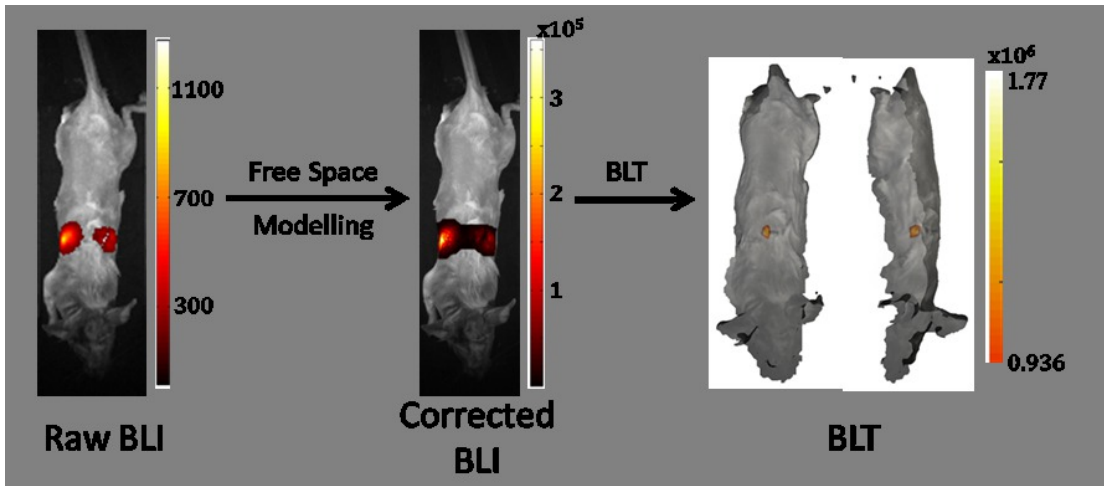 1100
700
300
Raw BLI
Free Space
Modelling
x10⁵
3
2
1
Corrected
BLI
BLT
x10⁶
1.77
0.936
BLT